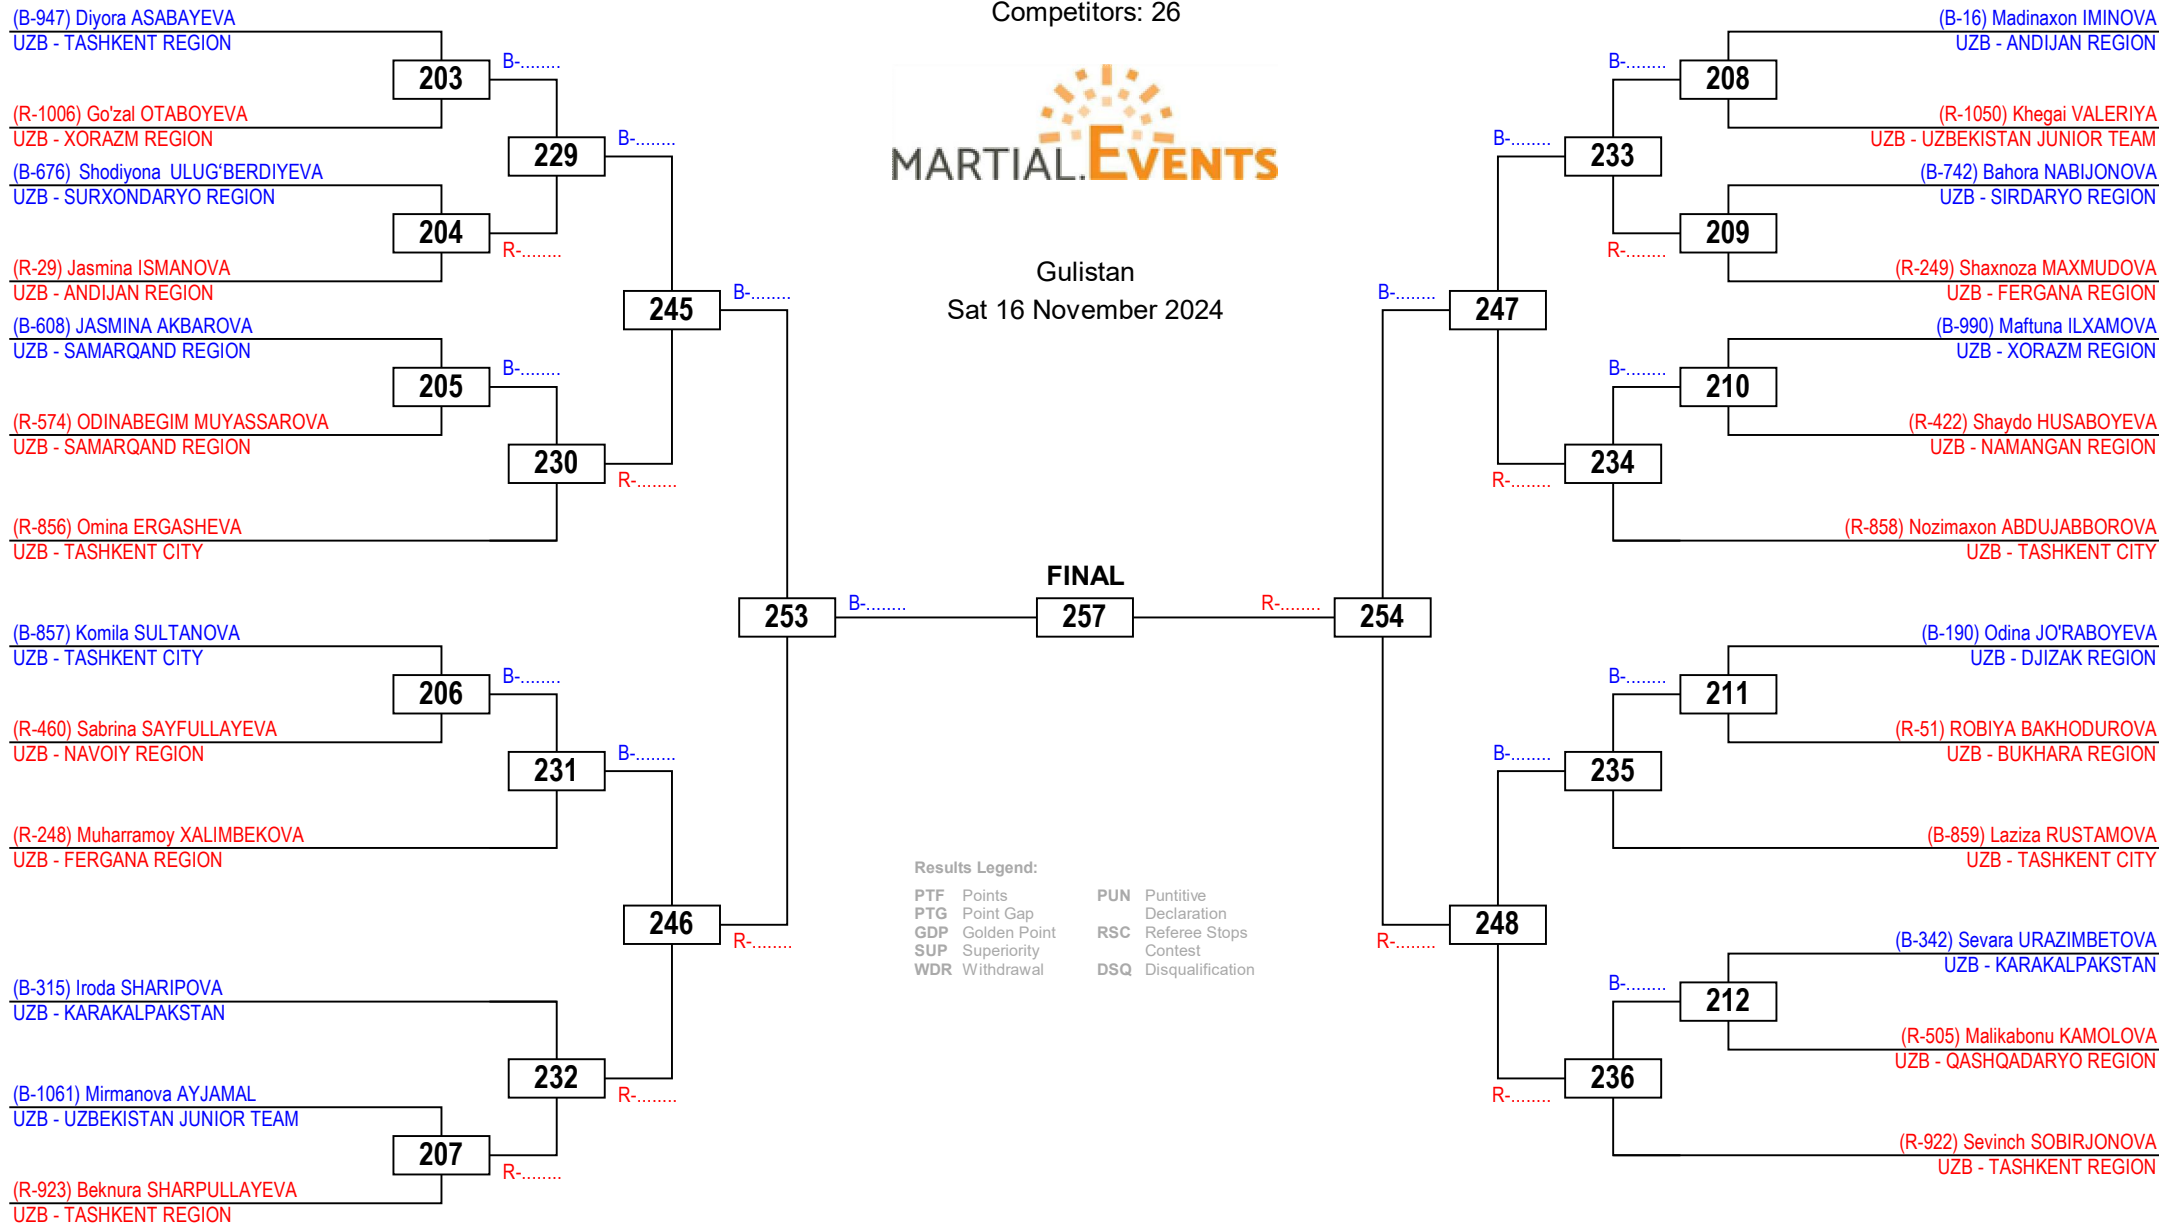 Competitors: 26
MARTIAL.EVENTS
Gulistan
Sat 16 November 2024
(B-947) Diyora ASABAYEVA
UZB - TASHKENT REGION
203
B-........
(R-1006) Go'zal OTABOYEVA
UZB - XORAZM REGION
229
B-........
(B-676) Shodiyona ULUG‘BERDIYEVA
UZB - SURXONDARYO REGION
204
R-........
(R-29) Jasmina ISMANOVA
UZB - ANDIJAN REGION
245
B-........
(B-608) JASMINA AKBAROVA
UZB - SAMARQAND REGION
205
B-........
(R-574) ODINABEGIM MUYASSAROVA
UZB - SAMARQAND REGION
230
R-........
(R-856) Omina ERGASHEVA
UZB - TASHKENT CITY
253
B-........
(B-857) Komila SULTANOVA
UZB - TASHKENT CITY
206
B-........
(R-460) Sabrina SAYFULLAYEVA
UZB - NAVOIY REGION
231
B-........
(R-248) Muharramoy XALIMBEKOVA
UZB - FERGANA REGION
246
R-........
(B-315) Iroda SHARIPOVA
UZB - KARAKALPAKSTAN
232
R-........
(B-1061) Mirmanova AYJAMAL
UZB - UZBEKISTAN JUNIOR TEAM
207
R-........
(R-923) Beknura SHARPULLAYEVA
UZB - TASHKENT REGION
FINAL
257
Results Legend:
PTF Points
PTG Point Gap
GDP Golden Point
SUP Superiority
WDR Withdrawal
PUN Puntitive
Declaration
RSC Referee Stops
Contest
DSQ Disqualification
(B-16) Madinaxon IMINOVA
UZB - ANDIJAN REGION
B-........
208
(R-1050) Khegai VALERIYA
UZB - UZBEKISTAN JUNIOR TEAM
B-........
233
(B-742) Bahora NABIJONOVA
UZB - SIRDARYO REGION
R-........
209
(R-249) Shaxnoza MAXMUDOVA
UZB - FERGANA REGION
B-........
247
(B-990) Maftuna ILXAMOVA
UZB - XORAZM REGION
B-........
210
(R-422) Shaydo HUSABOYEVA
UZB - NAMANGAN REGION
R-........
234
(R-858) Nozimaxon ABDUJABBOROVA
UZB - TASHKENT CITY
R-........
254
(B-190) Odina JO'RABOYEVA
UZB - DJIZAK REGION
B-........
211
(R-51) ROBIYA BAKHODUROVA
UZB - BUKHARA REGION
B-........
235
(B-859) Laziza RUSTAMOVA
UZB - TASHKENT CITY
R-........
248
(B-342) Sevara URAZIMBETOVA
UZB - KARAKALPAKSTAN
B-........
212
(R-505) Malikabonu KAMOLOVA
UZB - QASHQADARYO REGION
R-........
236
(R-922) Sevinch SOBIRJONOVA
UZB - TASHKENT REGION